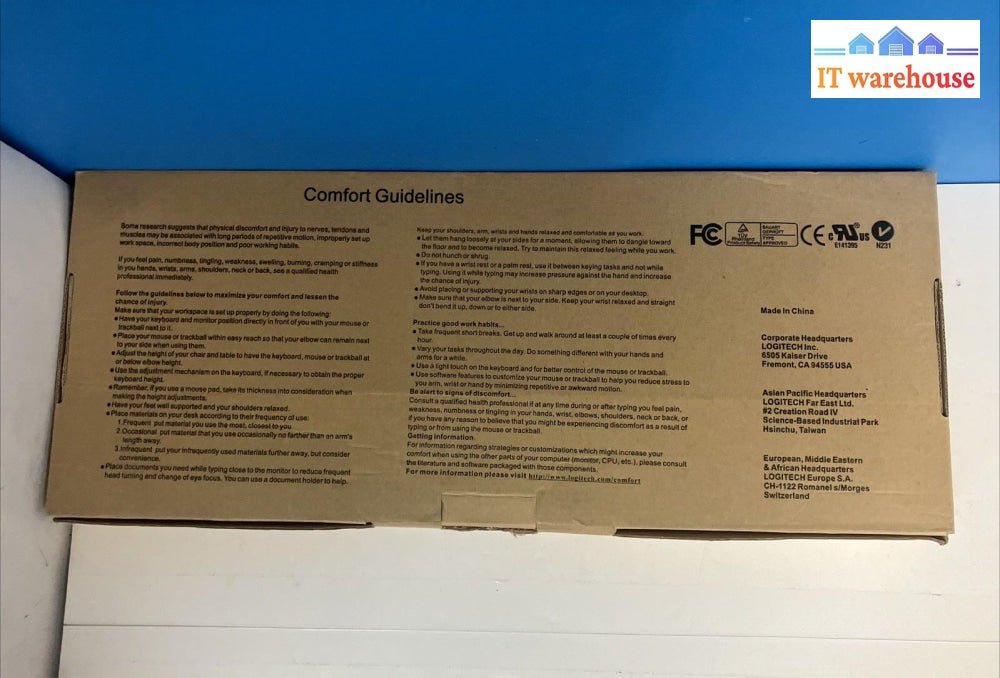 IT warehouse
Comfort Guidelines
Some research suggests that physical discomfort and injury to nerves, tendons and
muscles may be associated with long periods of repetitive motion, improperly set up
work space, incorrect body position and poor working habits.
If you feel pain, numbness, tingling, weakness, swelling, burning, cramping or stiffness
in you hands, wrists, arms, shoulders, neck or back, see a qualified health
professional immediately.
Follow the guidelines below to maximize your comfort and lessen the
chance of injury.
Make sure that your workspace is set up properly by doing the following:
● Have your keyboard and monitor position directly in front of you with your mouse or
trackball next to it.
● Place your mouse or trackball within easy reach so that your elbow can remain next
to your side when using them.
● Adjust the height of your chair and table to have the keyboard, mouse or trackball at
or below elbow height.
● Use the adjustment mechanism on the keyboard, if necessary to obtain the proper
keyboard height.
● Remember, if you use a mouse pad, take its thickness into consideration when
making the height adjustments.
● Have your feet well supported and your shoulders relaxed.
● Place materials on your desk according to their frequency of use:
1.Frequent put material you use the most, closest to you.
2.Occasional put material that you use occasionally no farther than an arm's
length away.
3.Infrequent put your infrequently used materials further away, but consider
convenience.
● Place documents you need while typing close to the monitor to reduce frequent
head turning and change of eye focus. You can use a document holder to help.
Keep your shoulders, arm, wrists and hands relaxed and comfortable as you work.
● Let them hang loosely at your sides for a moment, allowing them to dangle toward
the floor and to become relaxed. Try to maintain this relaxed feeling while you work.
● Do not hunch or shrug.
● If you have a wrist rest or a palm rest, use it between keying tasks and not while
typing. Using it while typing may increase pressure against the hand and increase
the chance of injury.
● Avoid placing or supporting your wrists on sharp edges or on your desktop.
● Make sure that your elbow is next to your side. Keep your wrist relaxed and straight
don't bend it up, down or to either side.
Practice good work habits...
● Take frequent short breaks. Get up and walk around at least a couple of times every
hour.
● Vary your tasks throughout the day. Do something different with your hands and
arms for a while.
● Use a light touch on the keyboard and for better control of the mouse or trackball.
● Use software features to customize your mouse or trackball to help you reduce stress to
you arm, wrist or hand by minimizing repetitive or awkward motion.
Be alert to signs of discomfort...
Consult a qualified health professional if at any time during or after typing you feel pain,
weakness, numbness or tingling in your hands, wrist, elbows, shoulders, neck or back, or
if you have any reason to believe that you might be experiencing discomfort as a result of
typing or from using the mouse or trackball.
Getting information
For information regarding strategies or customizations which might increase your
comfort when using the other parts of your computer (monitor, CPU, etc.), please consult
the literature and software packaged with those components.
For more information please visit http://www.logitech.com/comfort
FC
TÜV
Rheinland
Product Safety
BAUART
GEPRÜFT
TYPE
APPROVED
CE
c RU ® US
E141395
N231
Made In China
Corporate Headquarters
LOGITECH Inc.
6505 Kaiser Drive
Fremont, CA 94555 USA
Asian Pacific Headquarters
LOGITECH Far East Ltd.
#2 Creation Road IV
Science-Based Industrial Park
Hsinchu, Taiwan
European, Middle Eastern
& African Headquarters
LOGITECH Europe S.A.
CH-1122 Romanel s/Morges
Switzerland